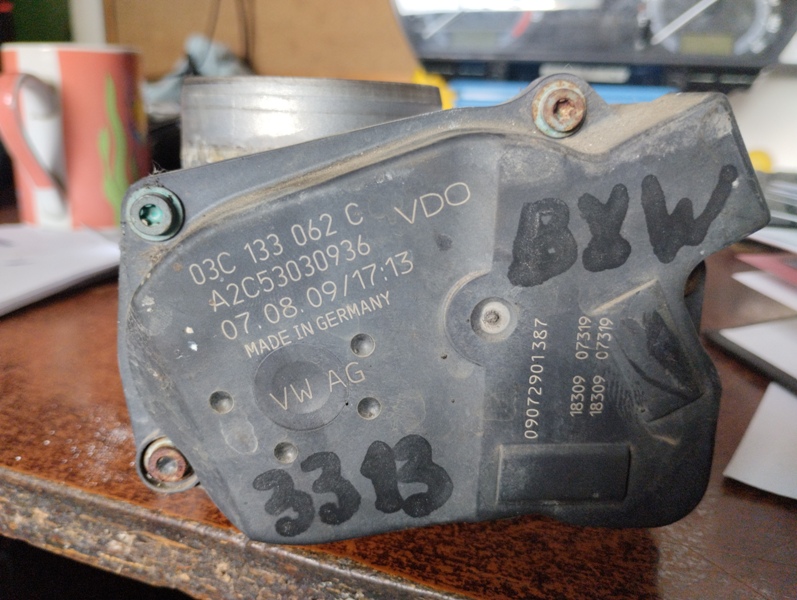 03C 133 062 C
VDO
A2C53030936
07.08.09/17:13
MADE IN GERMANY
VW AG
BXW
3313
09072901387
18309 07319
18309 07319